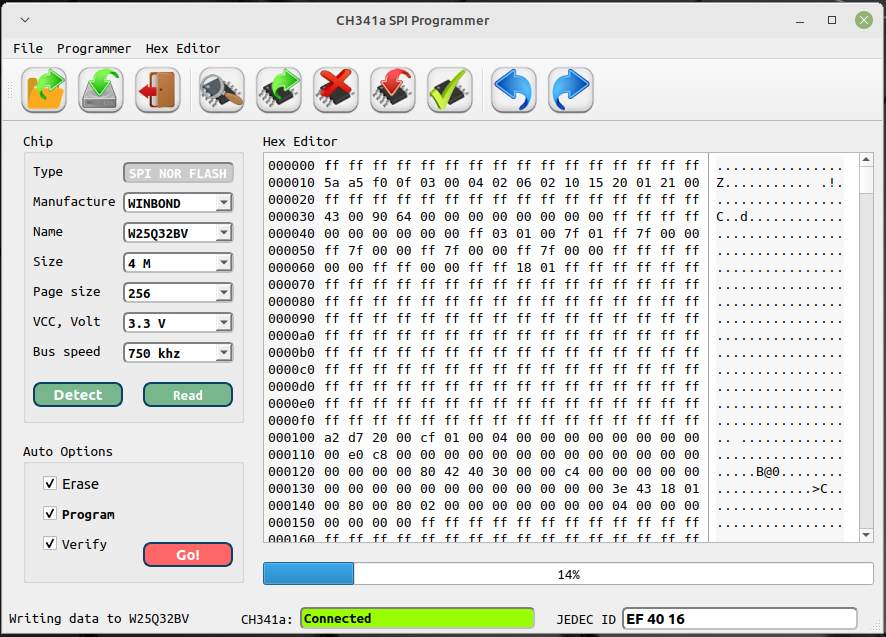 CH341a SPI Programmer
File Programmer Hex Editor
Chip
Type SPI NOR FLASH
Manufacture WINBOND
Name W25Q32BV
Size 4 M
Page size 256
VCC, Volt 3.3 V
Bus speed 750 khz
Detect Read
Auto Options
Erase
Program
Verify
Go!
Hex Editor
000000 ff ff ff ff ff ff ff ff ff ff ff ff ff ff ff ff ................
000010 5a a5 f0 0f 03 00 04 02 06 02 10 15 20 01 21 00 Z........... .!.
000020 ff ff ff ff ff ff ff ff ff ff ff ff ff ff ff ff ................
000030 43 00 90 64 00 00 00 00 00 00 00 00 ff ff ff ff C..d............
000040 00 00 00 00 00 00 ff 03 01 00 7f 01 ff 7f 00 00 ................
000050 ff 7f 00 00 ff 7f 00 00 ff 7f 00 00 ff ff ff ff ................
000060 00 00 ff ff 00 00 ff ff 18 01 ff ff ff ff ff ff ................
000070 ff ff ff ff ff ff ff ff ff ff ff ff ff ff ff ff ................
000080 ff ff ff ff ff ff ff ff ff ff ff ff ff ff ff ff ................
000090 ff ff ff ff ff ff ff ff ff ff ff ff ff ff ff ff ................
0000a0 ff ff ff ff ff ff ff ff ff ff ff ff ff ff ff ff ................
0000b0 ff ff ff ff ff ff ff ff ff ff ff ff ff ff ff ff ................
0000c0 ff ff ff ff ff ff ff ff ff ff ff ff ff ff ff ff ................
0000d0 ff ff ff ff ff ff ff ff ff ff ff ff ff ff ff ff ................
0000e0 ff ff ff ff ff ff ff ff ff ff ff ff ff ff ff ff ................
0000f0 ff ff ff ff ff ff ff ff ff ff ff ff ff ff ff ff ................
000100 a2 d7 20 00 cf 01 00 04 00 00 00 00 00 00 00 00 .. .............
000110 00 e0 c8 00 00 00 00 00 00 00 00 00 00 00 00 00 ................
000120 00 00 00 00 80 42 40 30 00 00 c4 00 00 00 00 00 .....B@0........
000130 00 00 00 00 00 00 00 00 00 00 00 00 3e 43 18 01 ............>C..
000140 00 80 00 80 02 00 00 00 00 00 00 00 04 00 00 00 ................
000150 00 00 00 00 ff ff ff ff ff ff ff ff ff ff ff ff ................
000160 ff ff ff ff ff ff ff ff ff ff ff ff ff ff ff ff
14%
Writing data to W25Q32BV CH341a: Connected JEDEC ID EF 40 16